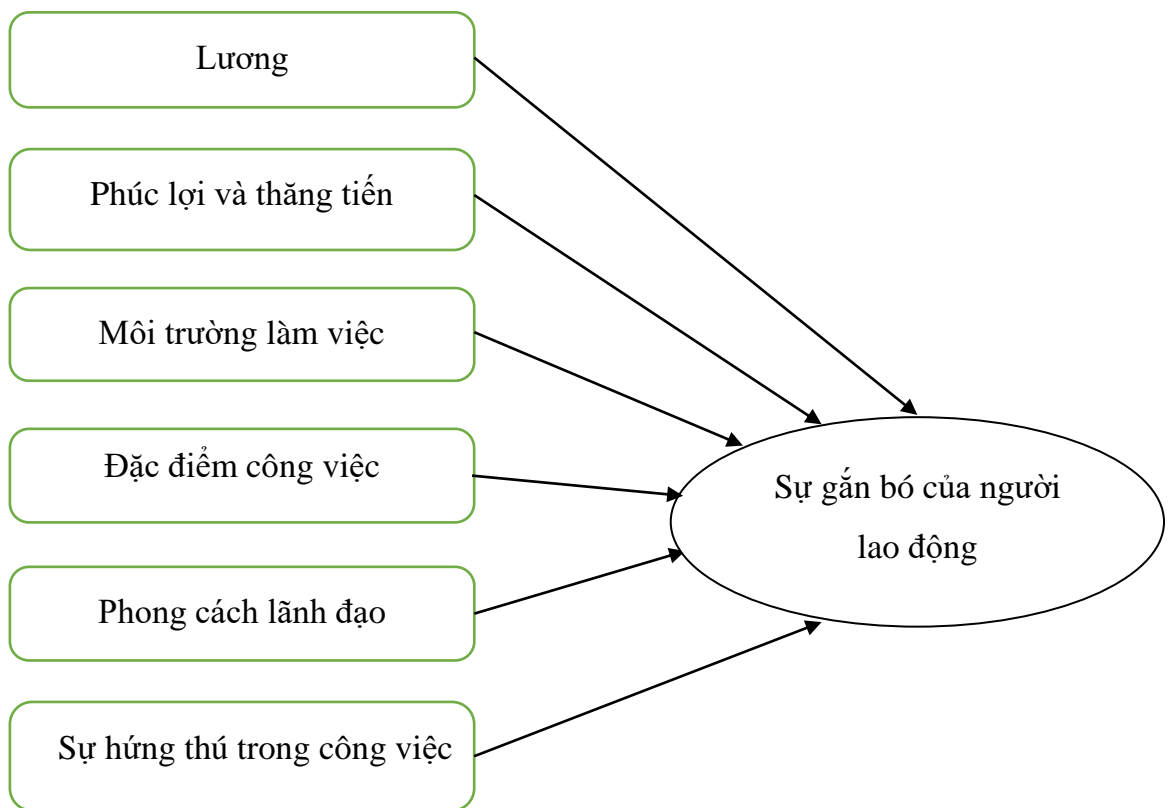 Lương
Phúc lợi và thăng tiến
Môi trường làm việc
Đặc điểm công việc
Phong cách lãnh đạo
Sự hứng thú trong công việc
Sự gắn bó của người
lao động